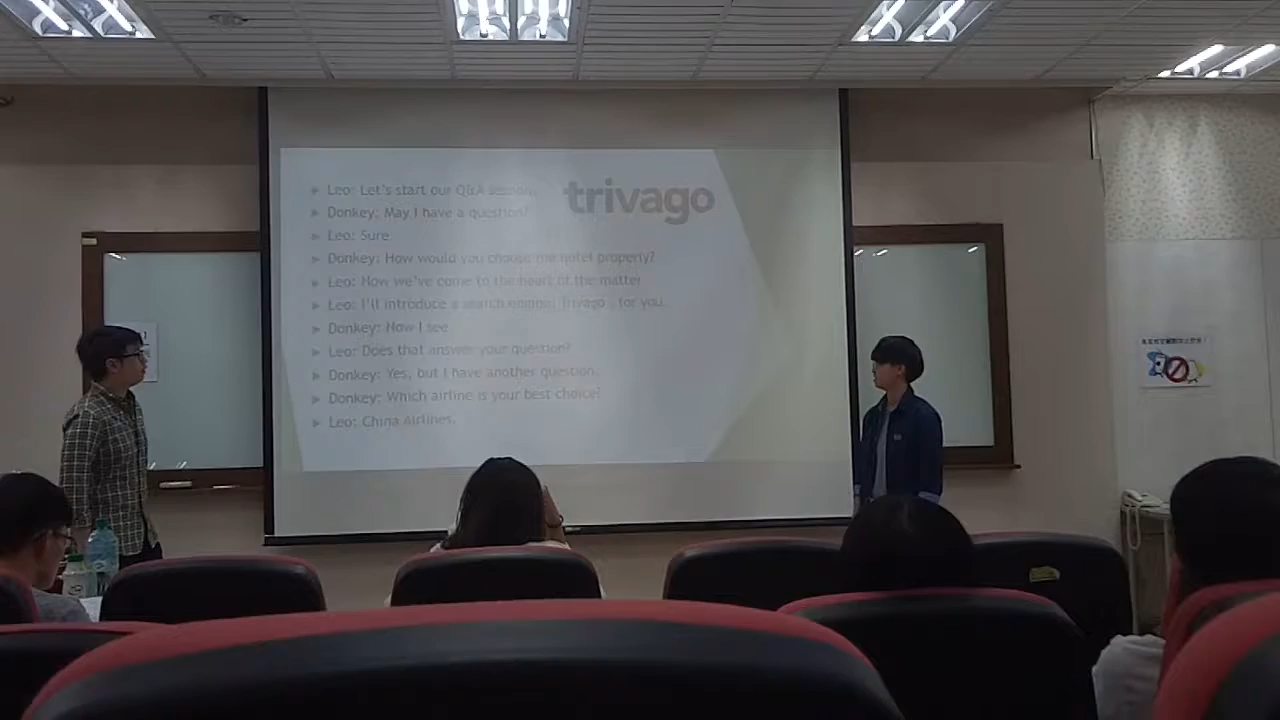 Leo: Let's start our Q&A session.
trivago
Donkey: May I have a question?
Leo: Sure
Donkey: How would you choose the hotel properly?
Leo: Now we've come to the heart of the matter
Leo: I'll introduce a search engine, Trivago, for you.
Donkey: Now I see
Leo: Does that answer your question?
Donkey: Yes, but I have another question.
Donkey: Which airline is your best choice?
Leo: China Airlines.